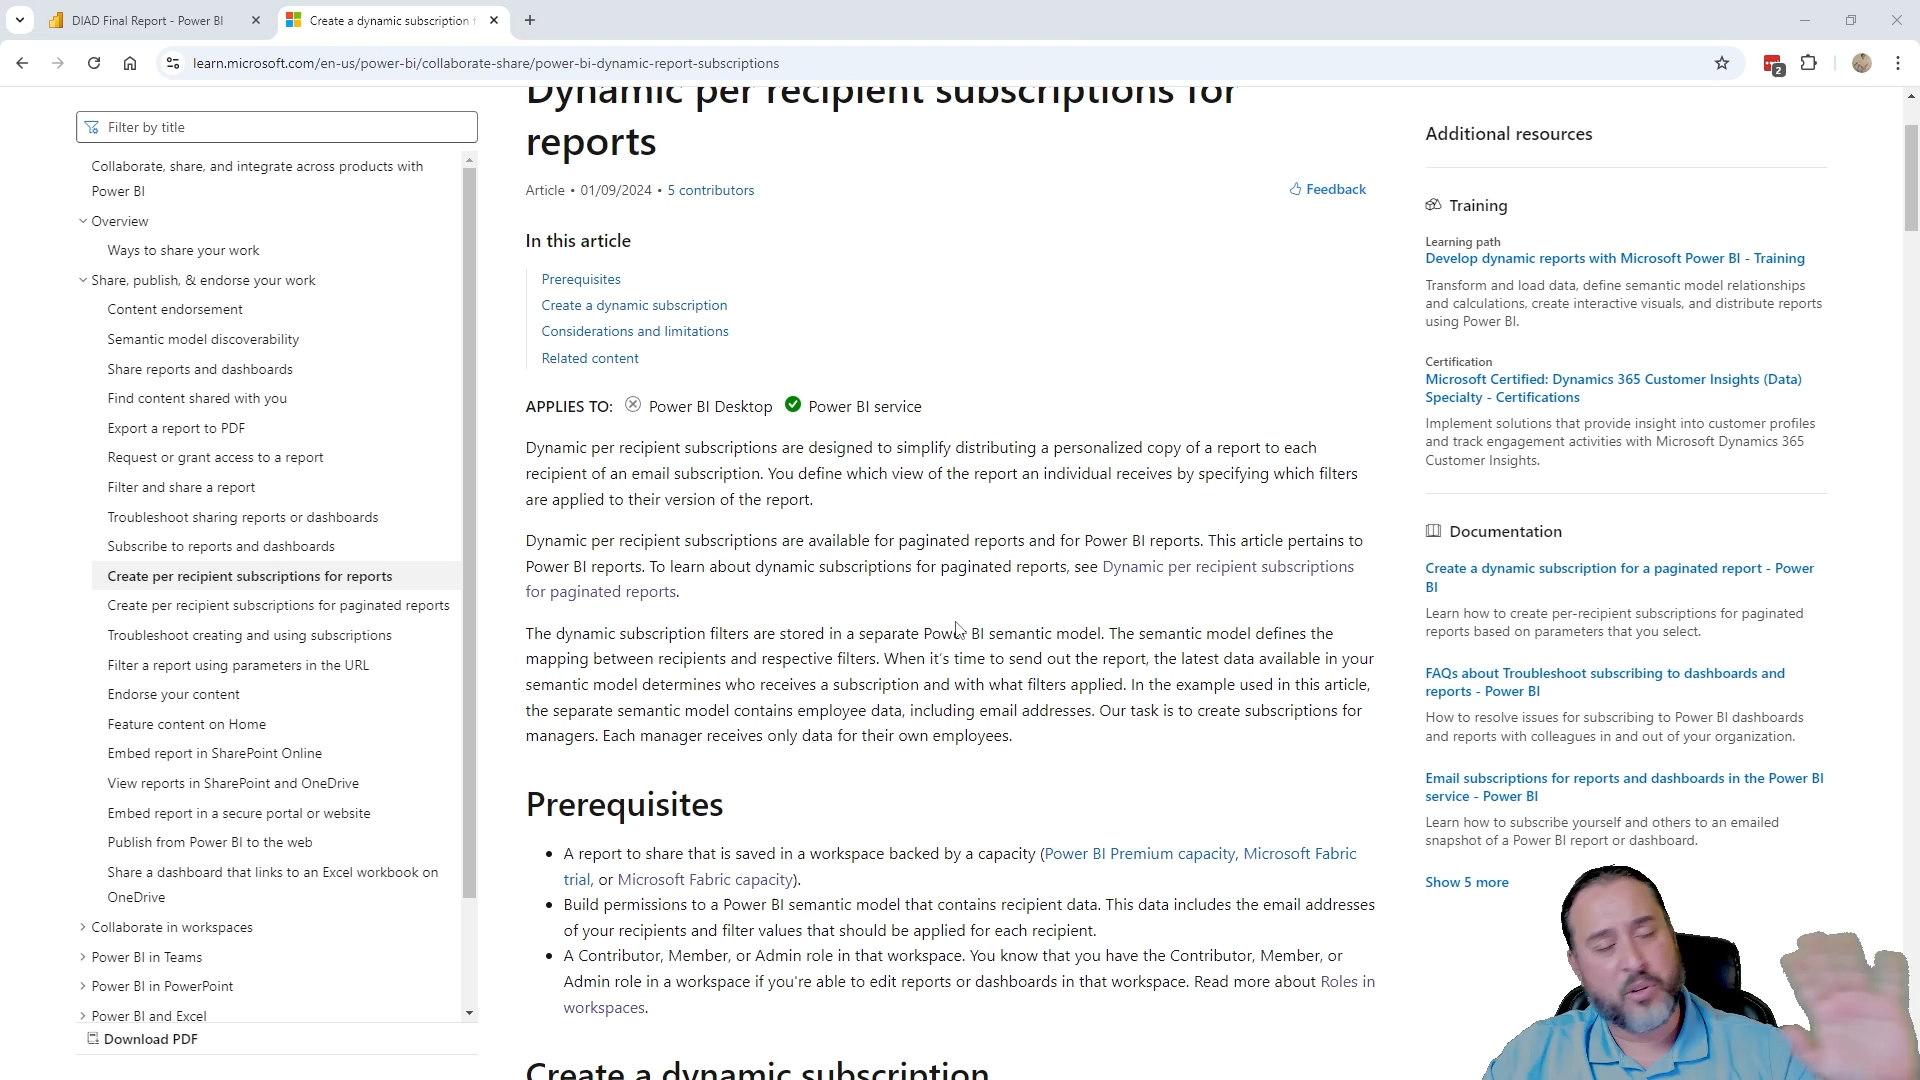 DIAD Final Report - Power BI
Create a dynamic subscription f
learn.microsoft.com/en-us/power-bi/collaborate-share/power-bi-dynamic-report-subscriptions
2
Filter by title
Collaborate, share, and integrate across products with
Power BI
Overview
Ways to share your work
Share, publish, & endorse your work
Content endorsement
Semantic model discoverability
Share reports and dashboards
Find content shared with you
Export a report to PDF
Request or grant access to a report
Filter and share a report
Troubleshoot sharing reports or dashboards
Subscribe to reports and dashboards
Create per recipient subscriptions for reports
Create per recipient subscriptions for paginated reports
Troubleshoot creating and using subscriptions
Filter a report using parameters in the URL
Endorse your content
Feature content on Home
Embed report in SharePoint Online
View reports in SharePoint and OneDrive
Embed report in a secure portal or website
Publish from Power BI to the web
Share a dashboard that links to an Excel workbook on
OneDrive
Collaborate in workspaces
Power BI in Teams
Power BI in PowerPoint
Power BI and Excel
Download PDF
Dynamic per recipient subscriptions for
reports
Article • 01/09/2024 • 5 contributors
Feedback
In this article
Prerequisites
Create a dynamic subscription
Considerations and limitations
Related content
APPLIES TO: Power BI Desktop Power BI service
Dynamic per recipient subscriptions are designed to simplify distributing a personalized copy of a report to each
recipient of an email subscription. You define which view of the report an individual receives by specifying which filters
are applied to their version of the report.
Dynamic per recipient subscriptions are available for paginated reports and for Power BI reports. This article pertains to
Power BI reports. To learn about dynamic subscriptions for paginated reports, see Dynamic per recipient subscriptions
for paginated reports.
The dynamic subscription filters are stored in a separate Power BI semantic model. The semantic model defines the
mapping between recipients and respective filters. When it's time to send out the report, the latest data available in your
semantic model determines who receives a subscription and with what filters applied. In the example used in this article,
the separate semantic model contains employee data, including email addresses. Our task is to create subscriptions for
managers. Each manager receives only data for their own employees.
Prerequisites
• A report to share that is saved in a workspace backed by a capacity (Power BI Premium capacity, Microsoft Fabric
trial, or Microsoft Fabric capacity).
• Build permissions to a Power BI semantic model that contains recipient data. This data includes the email addresses
of your recipients and filter values that should be applied for each recipient.
• A Contributor, Member, or Admin role in that workspace. You know that you have the Contributor, Member, or
Admin role in a workspace if you're able to edit reports or dashboards in that workspace. Read more about Roles in
workspaces.
Create a dynamic subscription
Additional resources
Training
Learning path
Develop dynamic reports with Microsoft Power BI - Training
Transform and load data, define semantic model relationships
and calculations, create interactive visuals, and distribute reports
using Power BI.
Certification
Microsoft Certified: Dynamics 365 Customer Insights (Data)
Specialty - Certifications
Implement solutions that provide insight into customer profiles
and track engagement activities with Microsoft Dynamics 365
Customer Insights.
Documentation
Create a dynamic subscription for a paginated report - Power
BI
Learn how to create per-recipient subscriptions for paginated
reports based on parameters that you select.
FAQs about Troubleshoot subscribing to dashboards and
reports - Power BI
How to resolve issues for subscribing to Power BI dashboards
and reports with colleagues in and out of your organization.
Email subscriptions for reports and dashboards in the Power BI
service - Power BI
Learn how to subscribe yourself and others to an emailed
snapshot of a Power BI report or dashboard.
Show 5 more